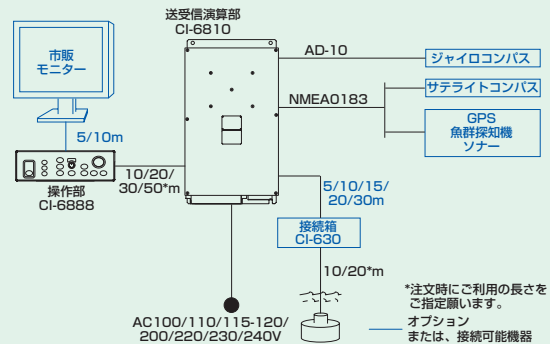 送受信演算部
CI-6810
市販
モニター
AD-10
ジャイロコンパス
サテライトコンパス
NMEA0183
GPS
魚群探知機
ソナー
5/10m
10/20/
30/50*m
操作部
CI-6888
5/10/15/
20/30m
接続箱
CI-630
10/20*m
*注文時にご利用の長さを
ご指定願います。
AC100/110/115-120/
200/220/230/240V
オプション
または、接続可能機器